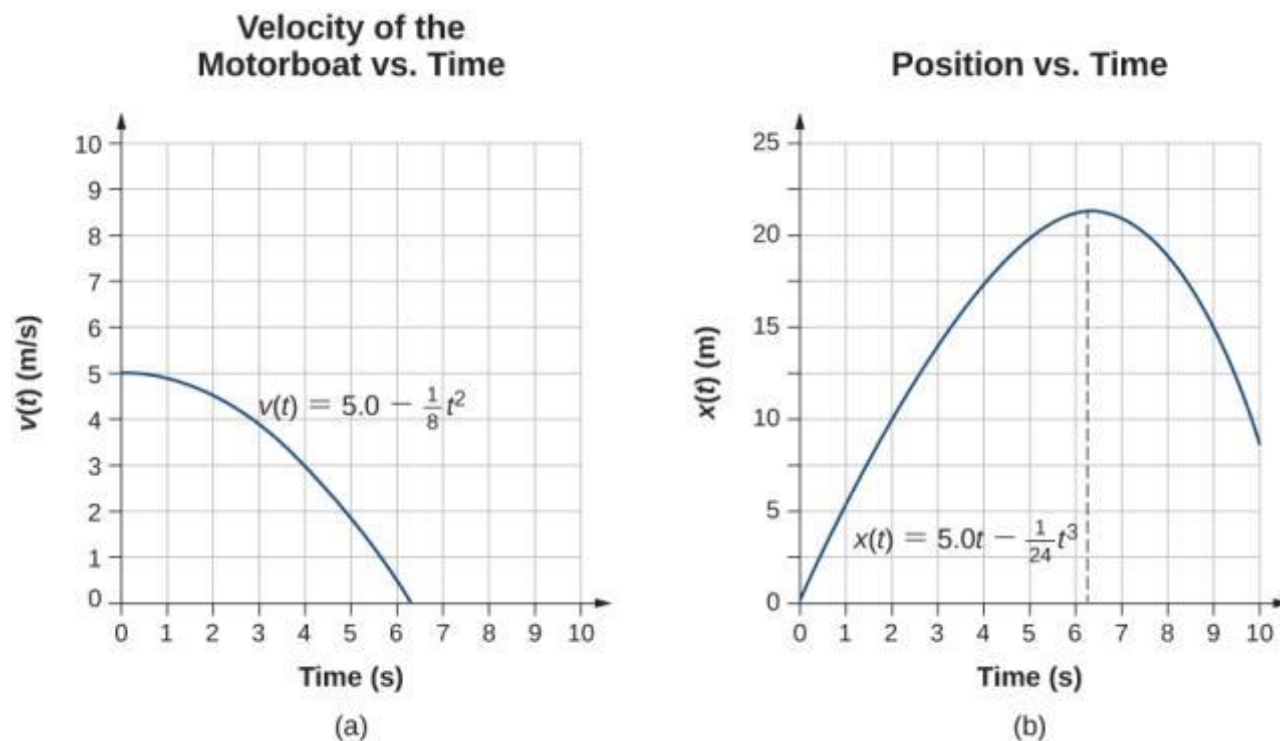 Velocity of the
Motorboat vs. Time
10
9
8
7
6
5
4
3
2
1
0
v(t) (m/s)
v(t) = 5.0 − 1/8 t²
0 1 2 3 4 5 6 7 8 9 10
Time (s)
(a)
Position vs. Time
25
20
15
10
5
0
x(t) (m)
x(t) = 5.0t − 1/24 t³
0 1 2 3 4 5 6 7 8 9 10
Time (s)
(b)